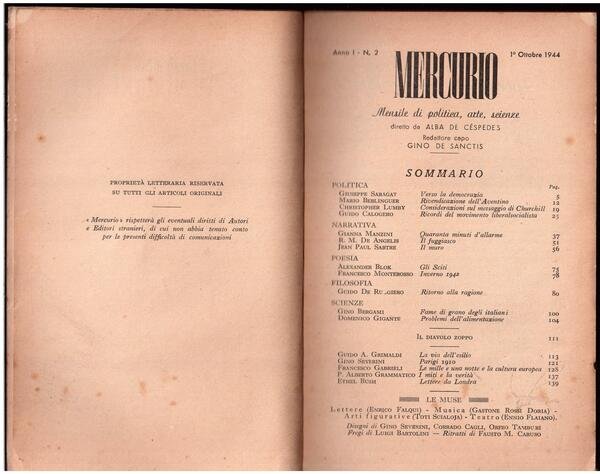 PROPRIETÀ LETTERARIA RISERVATA
SU TUTTI GLI ARTICOLI ORIGINALI
« Mercurio » rispetterà gli eventuali diritti di Autori
e Editori stranieri, di cui non abbia tenuto conto
per le presenti difficoltà di comunicazioni
Anno I - N. 2
1º Ottobre 1944
MERCURIO
Mensile di politica, arte, scienze
diretto da ALBA DE CÉSPEDES
Redattore capo
GINO DE SANCTIS
SOMMARIO
POLITICA Pag.
GIUSEPPE SARAGAT Verso la democrazia 5
MARIO BERLINGUER Rivendicazione dell'Aventino 12
CHRISTOPHER LUMBY Considerazioni sul messaggio di Churchill 19
GUIDO CALOGERO Ricordi del movimento liberalsocialista 25
NARRATIVA
GIANNA MANZINI Quaranta minuti d'allarme 37
R. M. DE ANGELIS Il fuggiasco 51
JEAN PAUL SARTRE Il muro 56
POESIA
ALEXANDER BLOK Gli Sciti 75
FRANCESCO MONTEROSSO Inverno 1942 78
FILOSOFIA
GUIDO DE RUGGIERO Ritorno alla ragione 80
SCIENZE
GINO BERGAMI Fame di grano degli italiani 100
DOMENICO GIGANTE Problemi dell'alimentazione 104
IL DIAVOLO ZOPPO 111
GUIDO A. GRIMALDI La via dell'esilio 113
GINO SEVERINI Parigi 1910 121
FRANCESCO GABRIELI Le mille e una notte e la cultura europea 128
P. ALBERTO GRAMMATICO I miti e la verità 137
ETHEL BUSH Lettere da Londra 139
LE MUSE
Lettere (ENRICO FALQUI) - Musica (GASTONE ROSSI DORIA) -
Arti figurative (TOTI SCIALOJA) - Teatro (ENNIO FLAIANO).
Disegni di GINO SEVERINI, CORRADO CAGLI, ORFEO TAMBURI
Fregi di LUIGI BARTOLINI — Ritratti di FAUSTO M. CARUSO